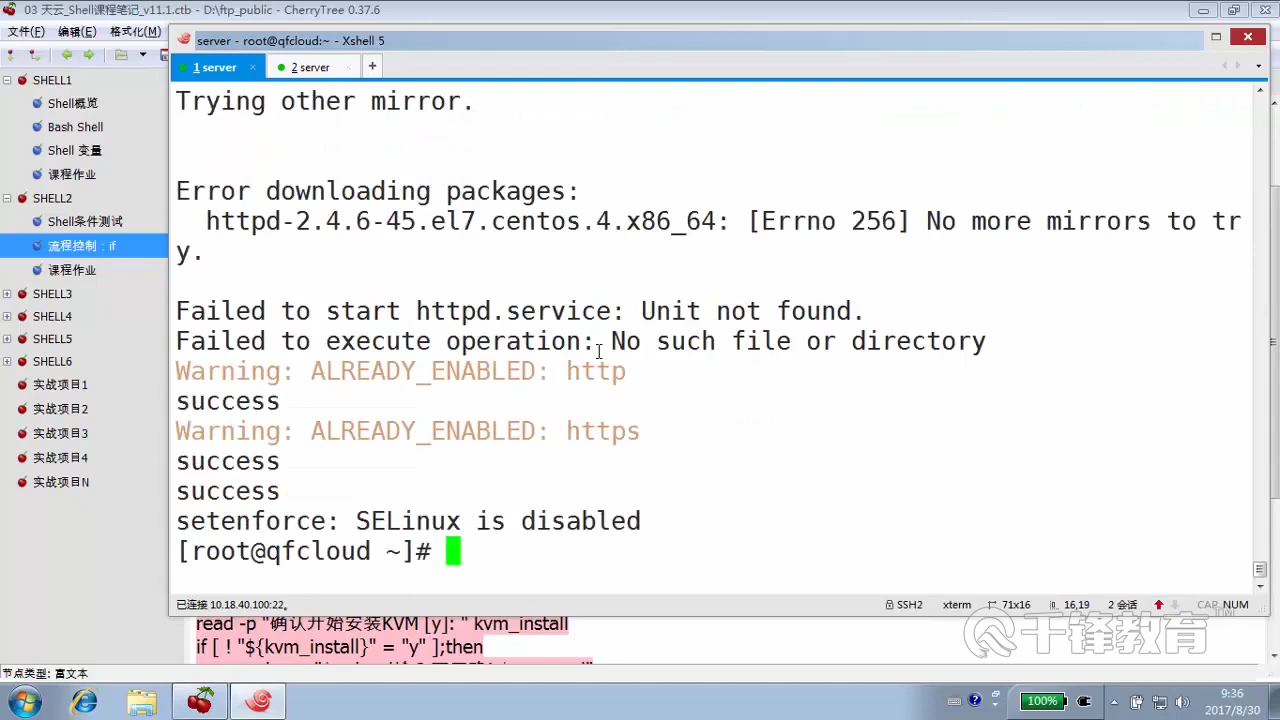 03 天云_Shell课程笔记_v11.1.ctb - D:\ftp_public - CherryTree 0.37.6
文件(F) 编辑(E) 格式化(M)
server - root@qfcloud:~ - Xshell 5
1 server × 2 server × +
SHELL1
Shell概览
Bash Shell
Shell 变量
课程作业
SHELL2
Shell条件测试
流程控制：if
课程作业
SHELL3
SHELL4
SHELL5
SHELL6
实战项目1
实战项目2
实战项目3
实战项目4
实战项目N
Trying other mirror.
Error downloading packages:
httpd-2.4.6-45.el7.centos.4.x86_64: [Errno 256] No more mirrors to tr
y.
Failed to start httpd.service: Unit not found.
Failed to execute operation: No such file or directory
Warning: ALREADY_ENABLED: http
success
Warning: ALREADY_ENABLED: https
success
success
setenforce: SELinux is disabled
[root@qfcloud ~]#
已连接 10.18.40.100:22。 SSH2 xterm 71x16 16,19 2 会话 CAP NUM
read -p "确认开始安装KVM [y]: " kvm_install
if [ ! "${kvm_install}" = "y" ];then
千锋教育 TM
节点类型: 富文本
100%
9:36
2017/8/30